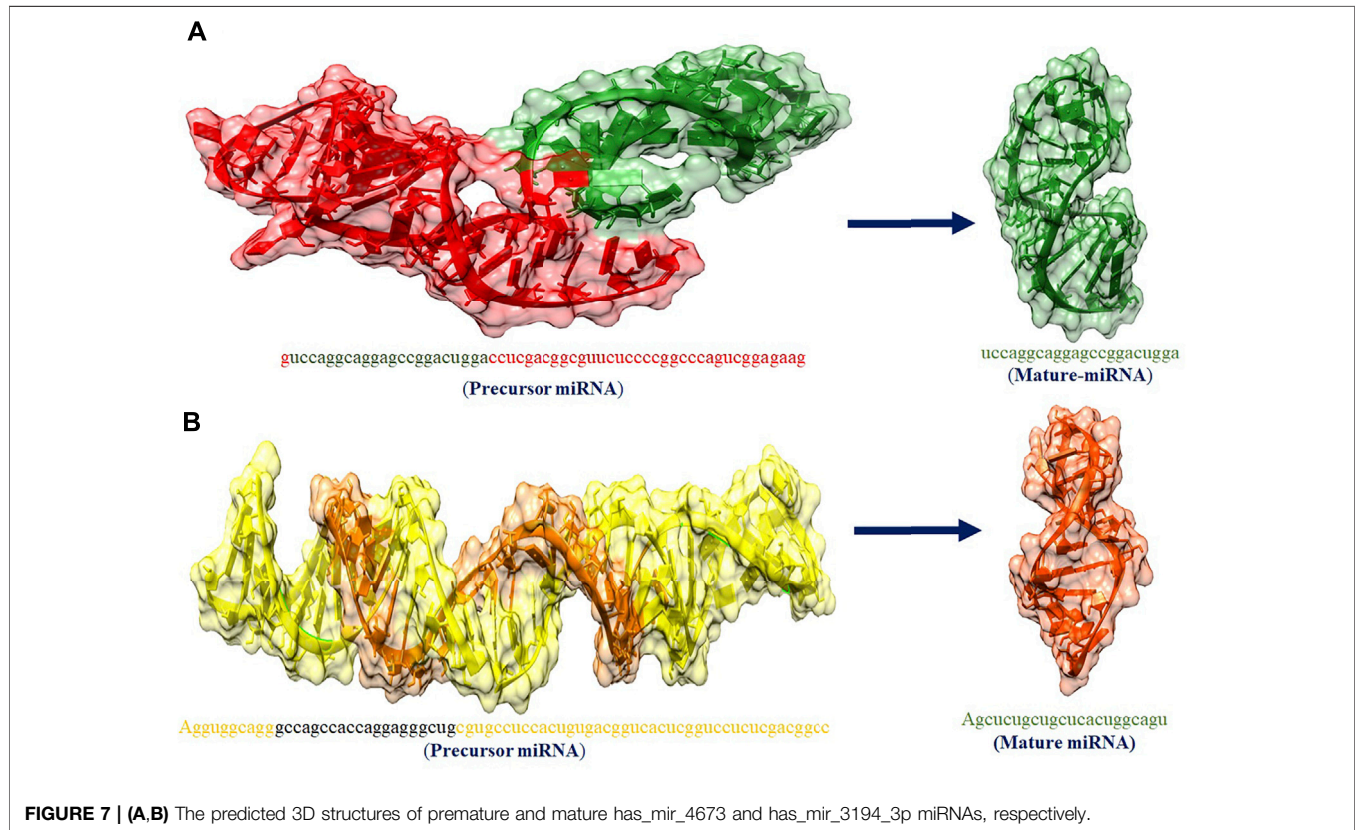 A
guccaggcaggagccggacuggaccucgacggcguucuccccggcccagucggagaag
(Precursor miRNA)
uccaggcaggagccggacugga
(Mature-miRNA)
B
Agguggcagggccagccaccaggagggcugcgugccuccacugugacggucacucgguccucucgacggcc
(Precursor miRNA)
Agcucugcugcucacuggcagu
(Mature miRNA)
FIGURE 7 | (A,B) The predicted 3D structures of premature and mature has_mir_4673 and has_mir_3194_3p miRNAs, respectively.